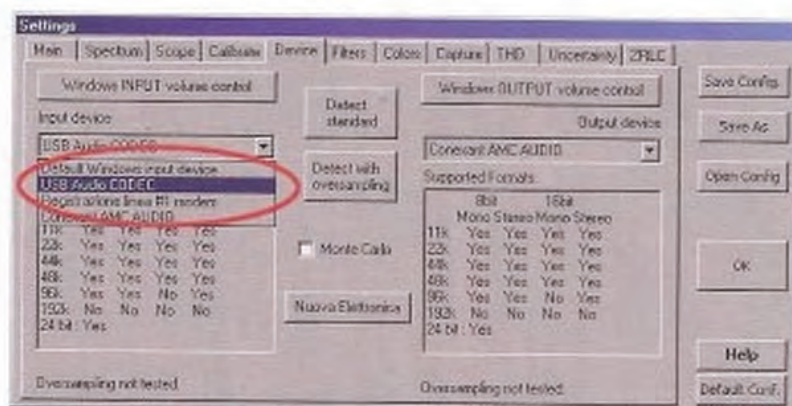 Settings
Main Spectrum Scope Calibrate Device Filters Colors Capture THD Uncertainty ZRLC
Windows INPUT volume control
Input device
USB Audio CODEC
Default Windows input device
USB Audio CODEC
Registrazione linea #1 modem
Conexant AMC AUDIO
11k Yes Yes Yes Yes
22k Yes Yes Yes Yes
44k Yes Yes Yes Yes
48k Yes Yes Yes Yes
96k Yes Yes No Yes
192k No No No No
24 bit : Yes
Oversampling not tested
Detect standard
Detect with oversampling
Monte Carlo
Nuova Elettronica
Windows OUTPUT volume control
Output device
Conexant AMC AUDIO
Supported Formats:
8bit 16bit
Mono Stereo Mono Stereo
11k Yes Yes Yes Yes
22k Yes Yes Yes Yes
44k Yes Yes Yes Yes
48k Yes Yes Yes Yes
96k Yes Yes No Yes
192k No No No No
24 bit : Yes
Oversampling not tested
Save Config
Save As
Open Config
OK
Help
Default Conf.